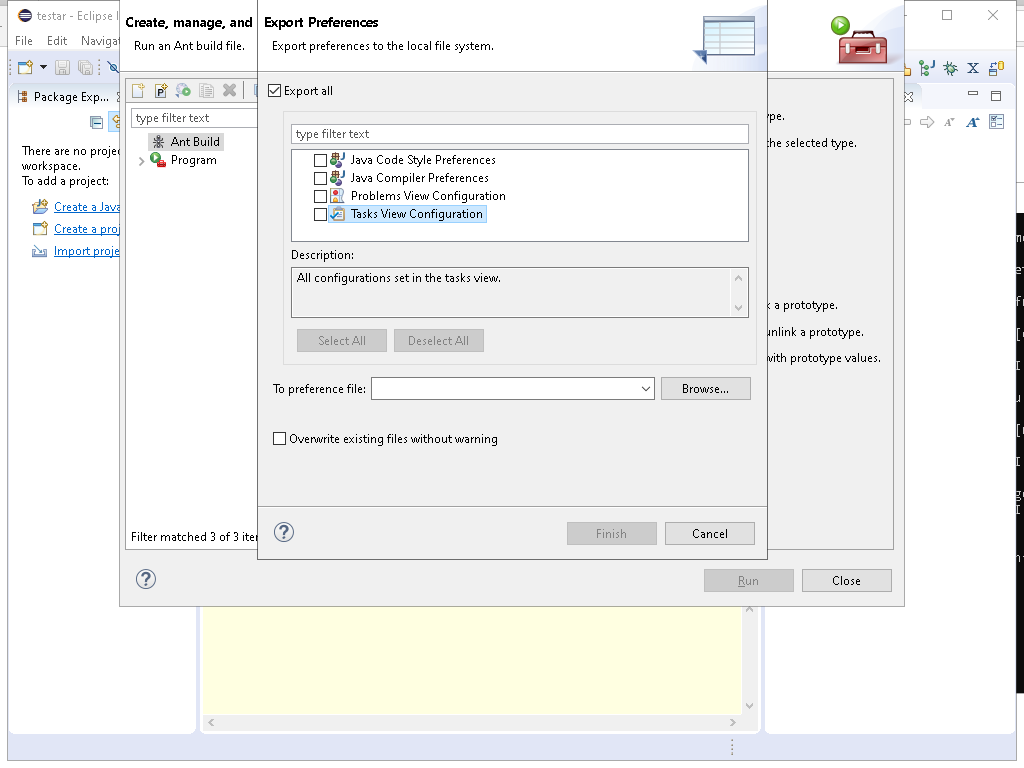 testar - Eclipse I
File Edit Naviga
Package Exp...
There are no projec
workspace.
To add a project:
Create a Java
Create a proj
Import proje
Create, manage, and
Run an Ant build file.
type filter text
Ant Build
Program
Filter matched 3 of 3 iter
Export Preferences
Export preferences to the local file system.
Export all
type filter text
Java Code Style Preferences
Java Compiler Preferences
Problems View Configuration
Tasks View Configuration
Description:
All configurations set in the tasks view.
Select All Deselect All
To preference file: Browse...
Overwrite existing files without warning
Finish Cancel
ype.
the selected type.
k a prototype.
unlink a prototype.
with prototype values.
Run Close